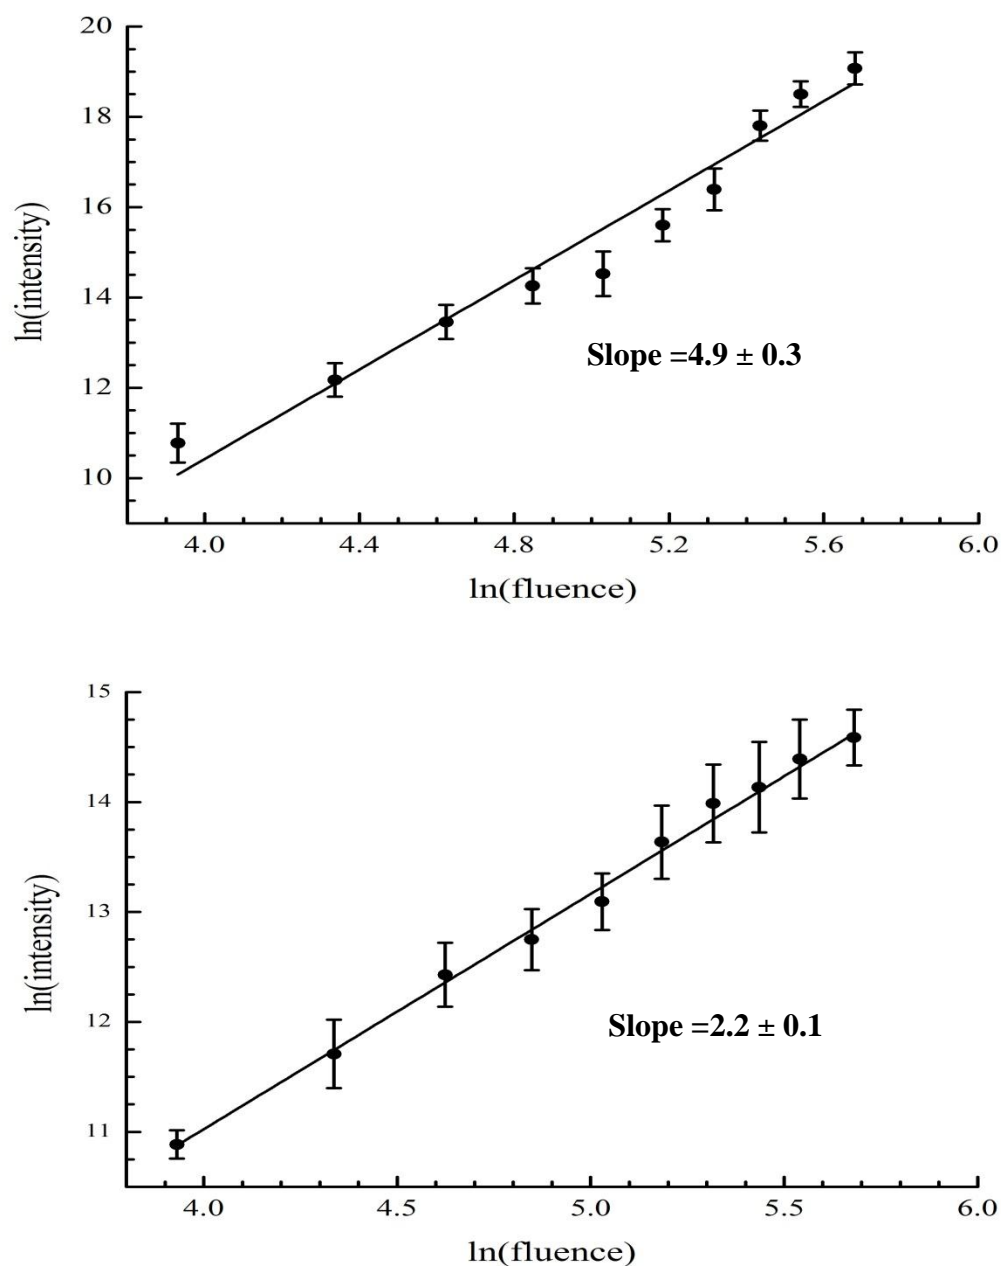 20
18
16
14
12
10
ln(intensity)
Slope =4.9 ± 0.3
4.0 4.4 4.8 5.2 5.6 6.0
ln(fluence)
15
14
13
12
11
ln(intensity)
Slope =2.2 ± 0.1
4.0 4.5 5.0 5.5 6.0
ln(fluence)